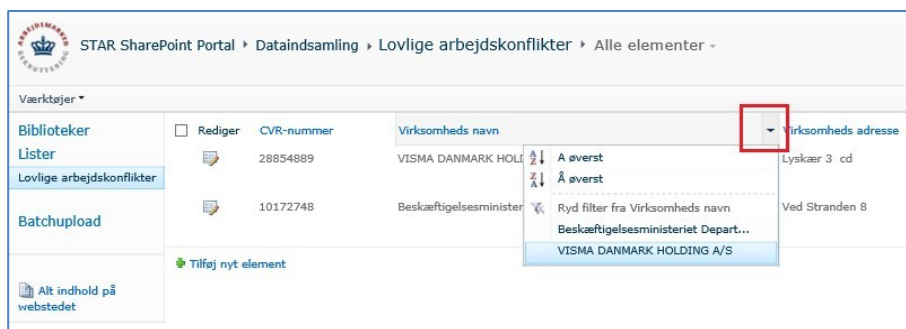 ARBEJDSMARKED
REKRUTTERING
STAR SharePoint Portal Dataindsamling Lovlige arbejdskonflikter Alle elementer
Værktøjer
Biblioteker Rediger CVR-nummer Virksomheds navn Virksomheds adresse
Lister 28854889 VISMA DANMARK HOLD A øverst Lyskær 3 cd
Lovlige arbejdskonflikter Å øverst
Batchupload 10172748 Beskæftigelsesminister Ryd filter fra Virksomheds navn Ved Stranden 8
Beskæftigelsesministeriet Depart...
VISMA DANMARK HOLDING A/S
Tilføj nyt element
Alt indhold på
webstedet